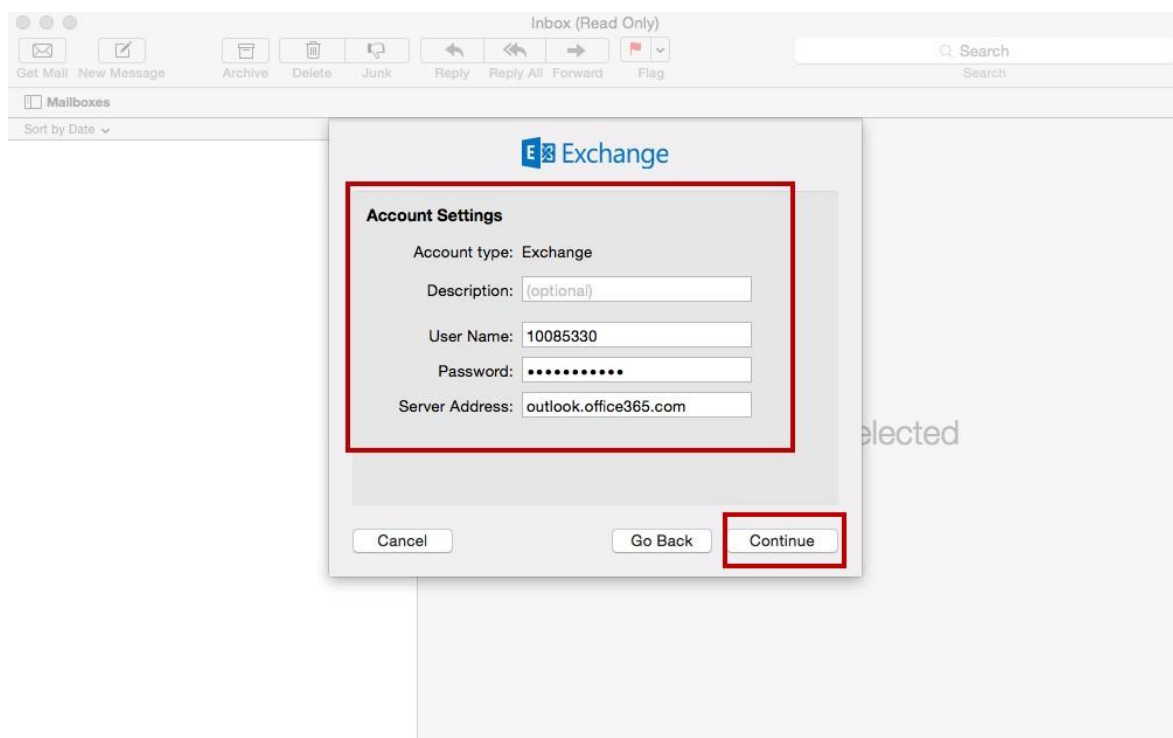 Inbox (Read Only)
Get Mail New Message Archive Delete Junk Reply Reply All Forward Flag Search
Search
Mailboxes
Sort by Date
E Exchange
Account Settings
Account type: Exchange
Description: (optional)
User Name: 10085330
Password: •••••••••••
Server Address: outlook.office365.com
elected
Cancel Go Back Continue